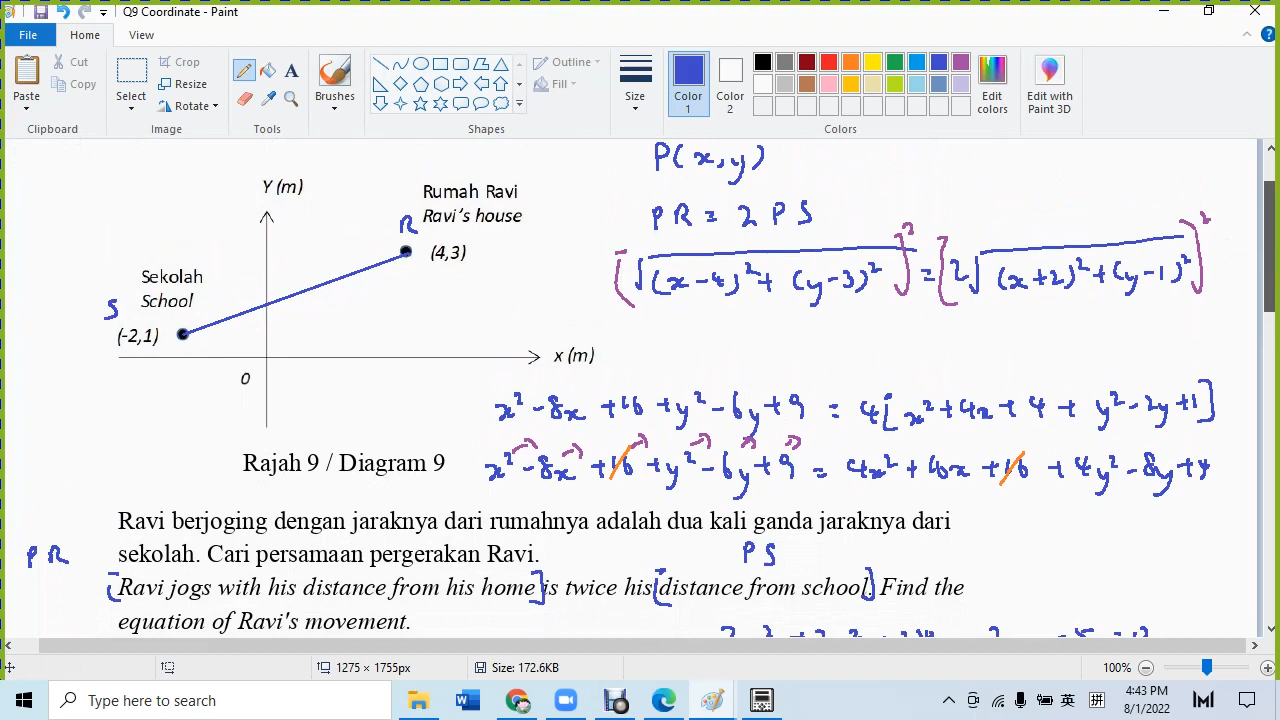 Q9 Coordinate - Paint
File Home View
Paste
Cut
Copy
Clipboard
Select
Crop
Resize
Rotate
Image
A
Tools
Brushes
Outline
Fill
Shapes
Size
Color 1
Color 2
Edit colors
Edit with Paint 3D
Colors
P(x,y)
Y (m)
Rumah Ravi
Ravi's house
R
(4,3)
PR = 2 PS
[√((x-4)²+(y-3)²)]² = [2√((x+2)²+(y-1)²)]²
Sekolah
School
S
(-2,1)
x (m)
0
x²-8x+16+y²-6y+9 = 4[x²+4x+4+y²-2y+1]
Rajah 9 / Diagram 9
x²-8x+16+y²-6y+9 = 4x²+16x+16+4y²-8y+4
Ravi berjoging dengan jaraknya dari rumahnya adalah dua kali ganda jaraknya dari
PR
sekolah. Cari persamaan pergerakan Ravi.
PS
[Ravi jogs with his distance from his home] is twice his [distance from school]. Find the
equation of Ravi's movement.
1275 × 1755px
Size: 172.6KB
100%
Type here to search
英
拼
4:43 PM
8/1/2022